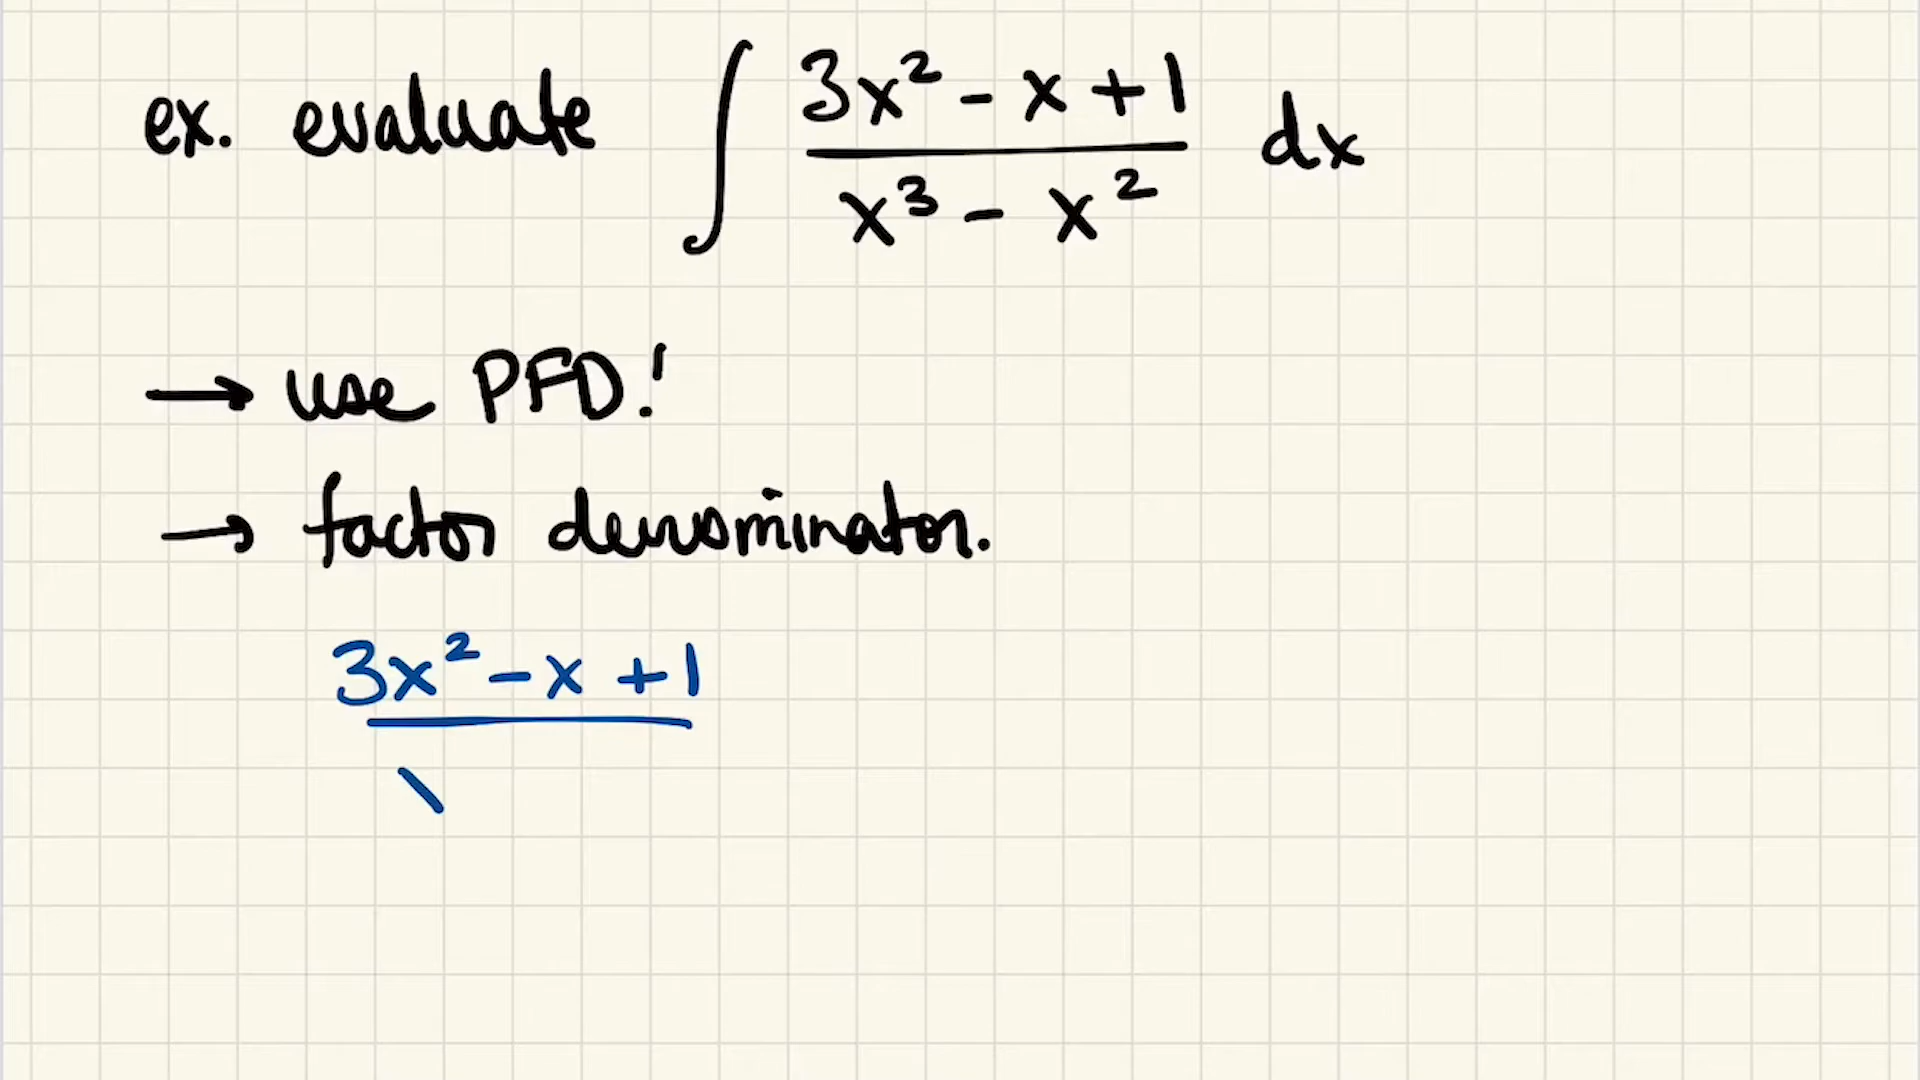 ex. evaluate ∫ (3x² - x + 1)/(x³ - x²) dx
→ use PFD!
→ factor denominator.
3x² - x + 1